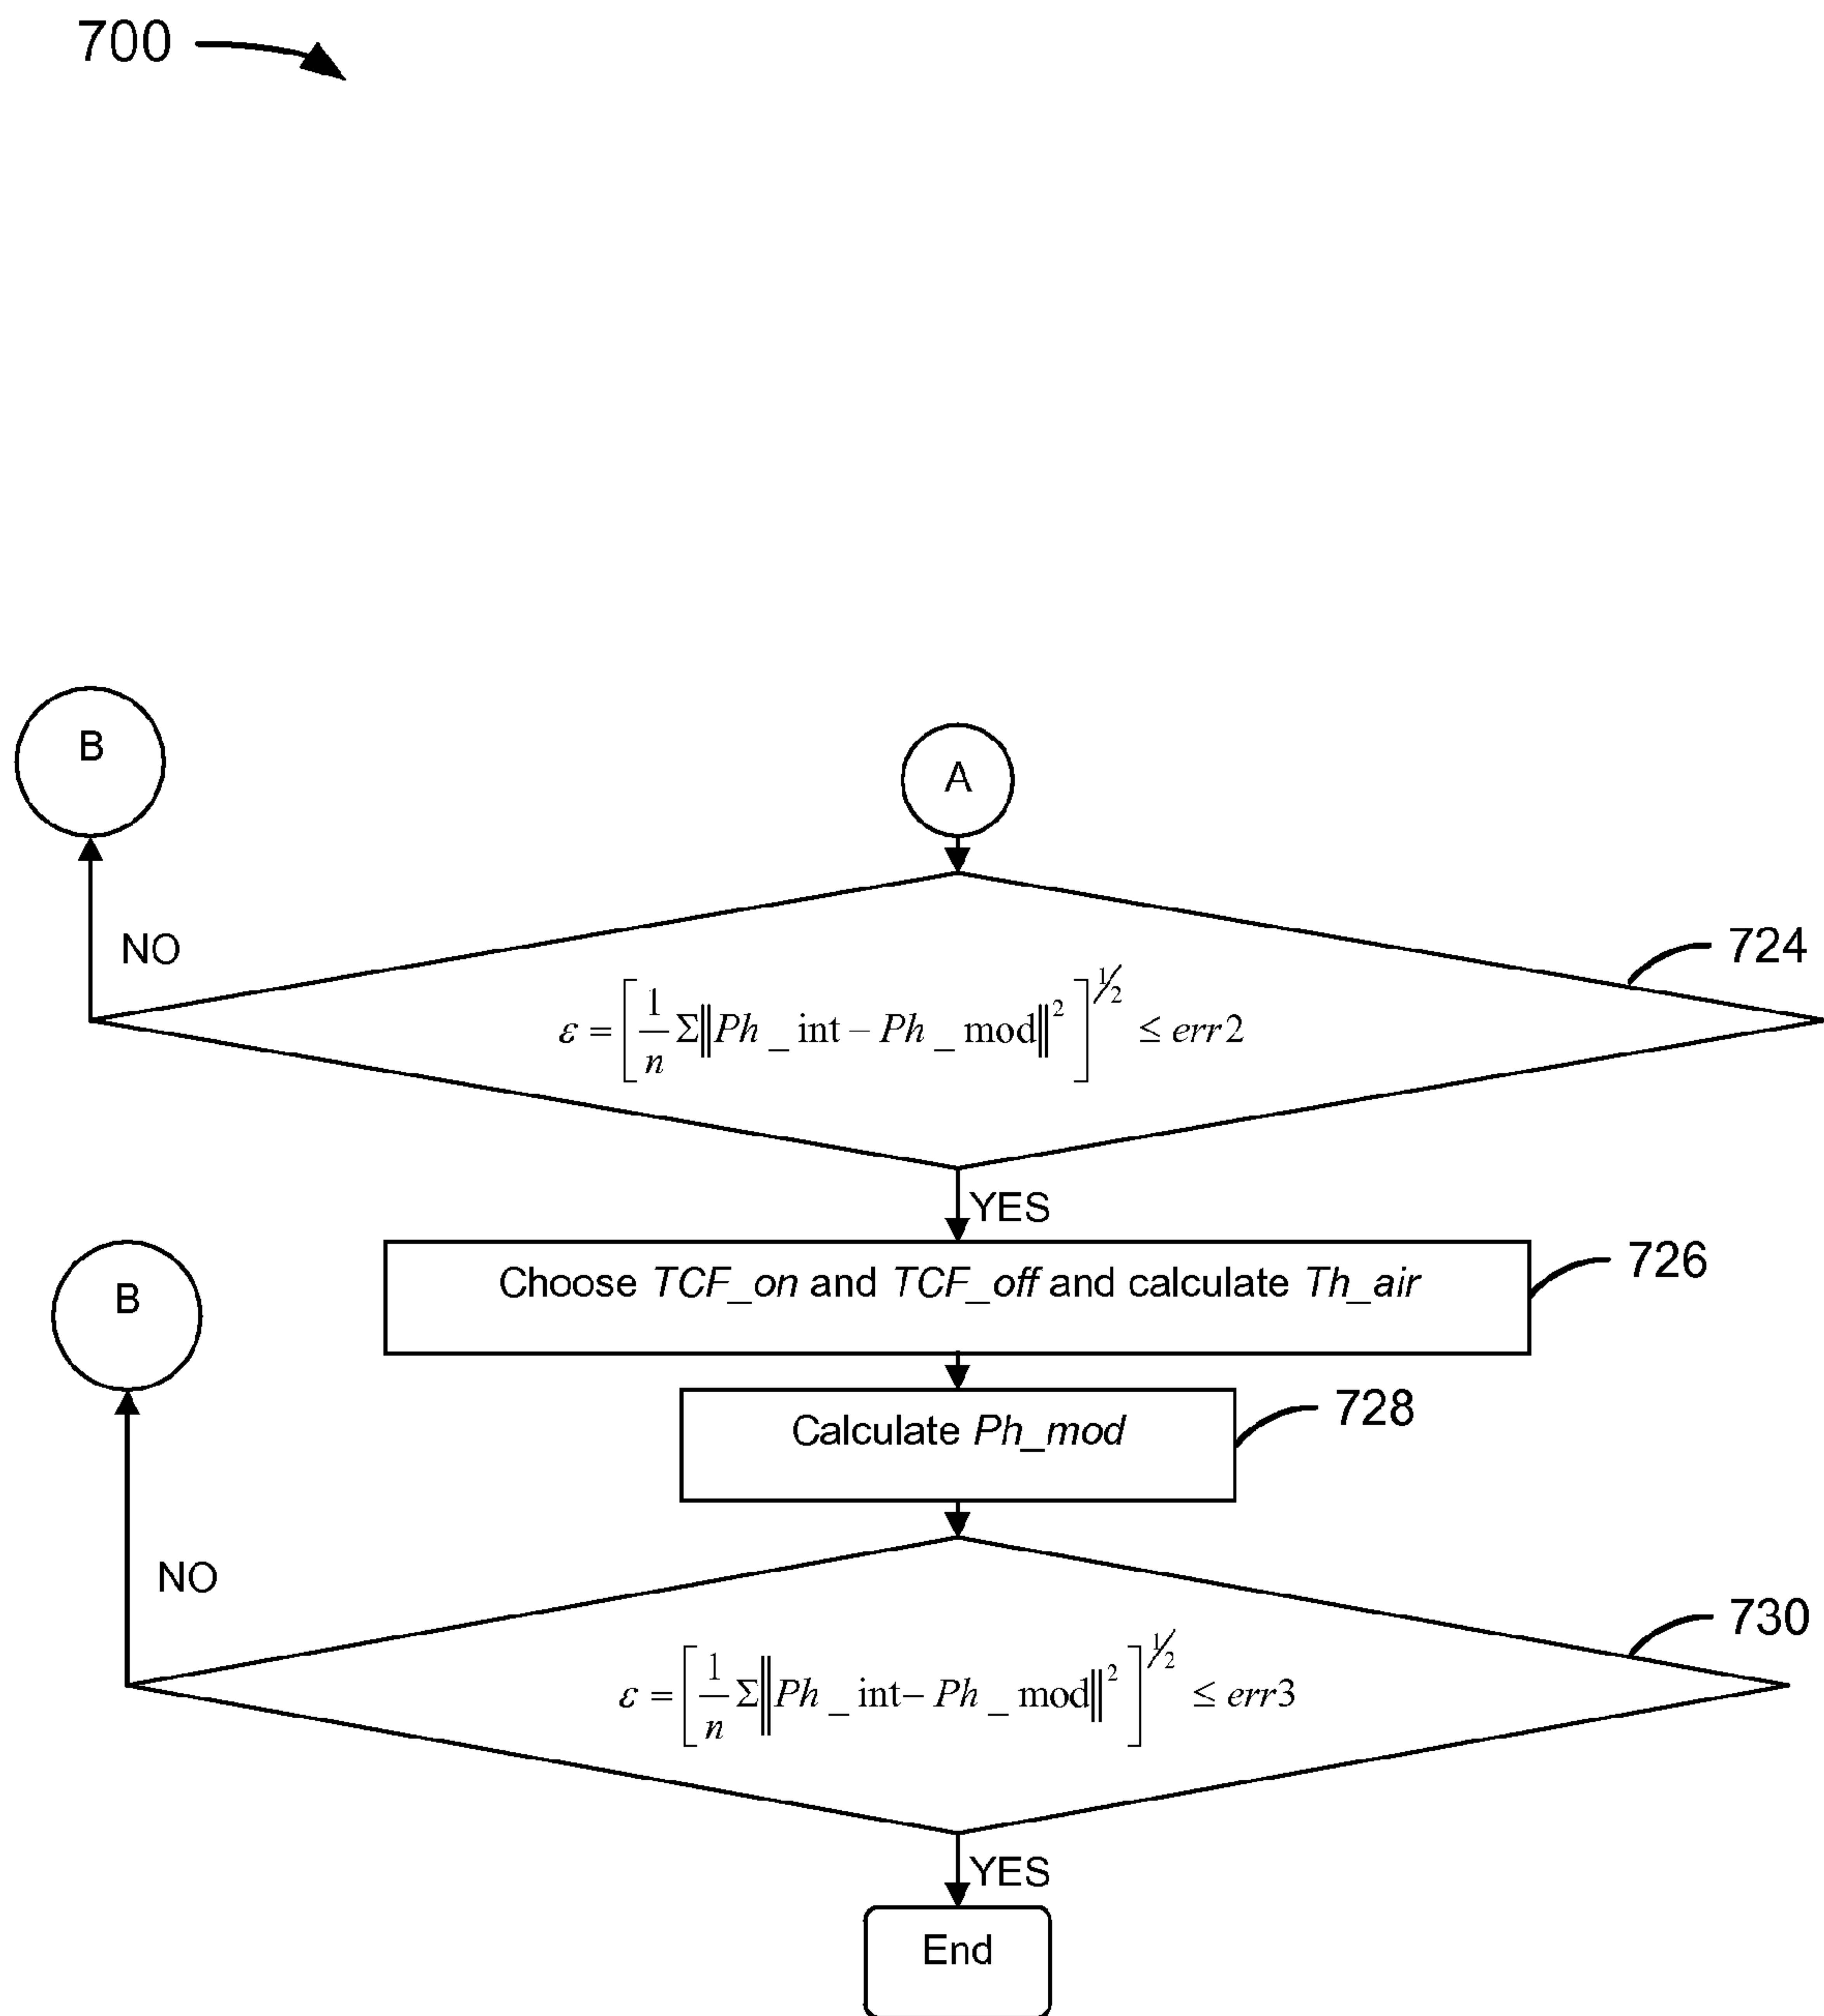 700
B
A
NO
724
ε = [1/n Σ‖Ph_int − Ph_mod‖²]^½ ≤ err2
YES
B
Choose TCF_on and TCF_off and calculate Th_air
726
Calculate Ph_mod
728
NO
730
ε = [1/n Σ‖Ph_int− Ph_mod‖²]^½ ≤ err3
YES
End